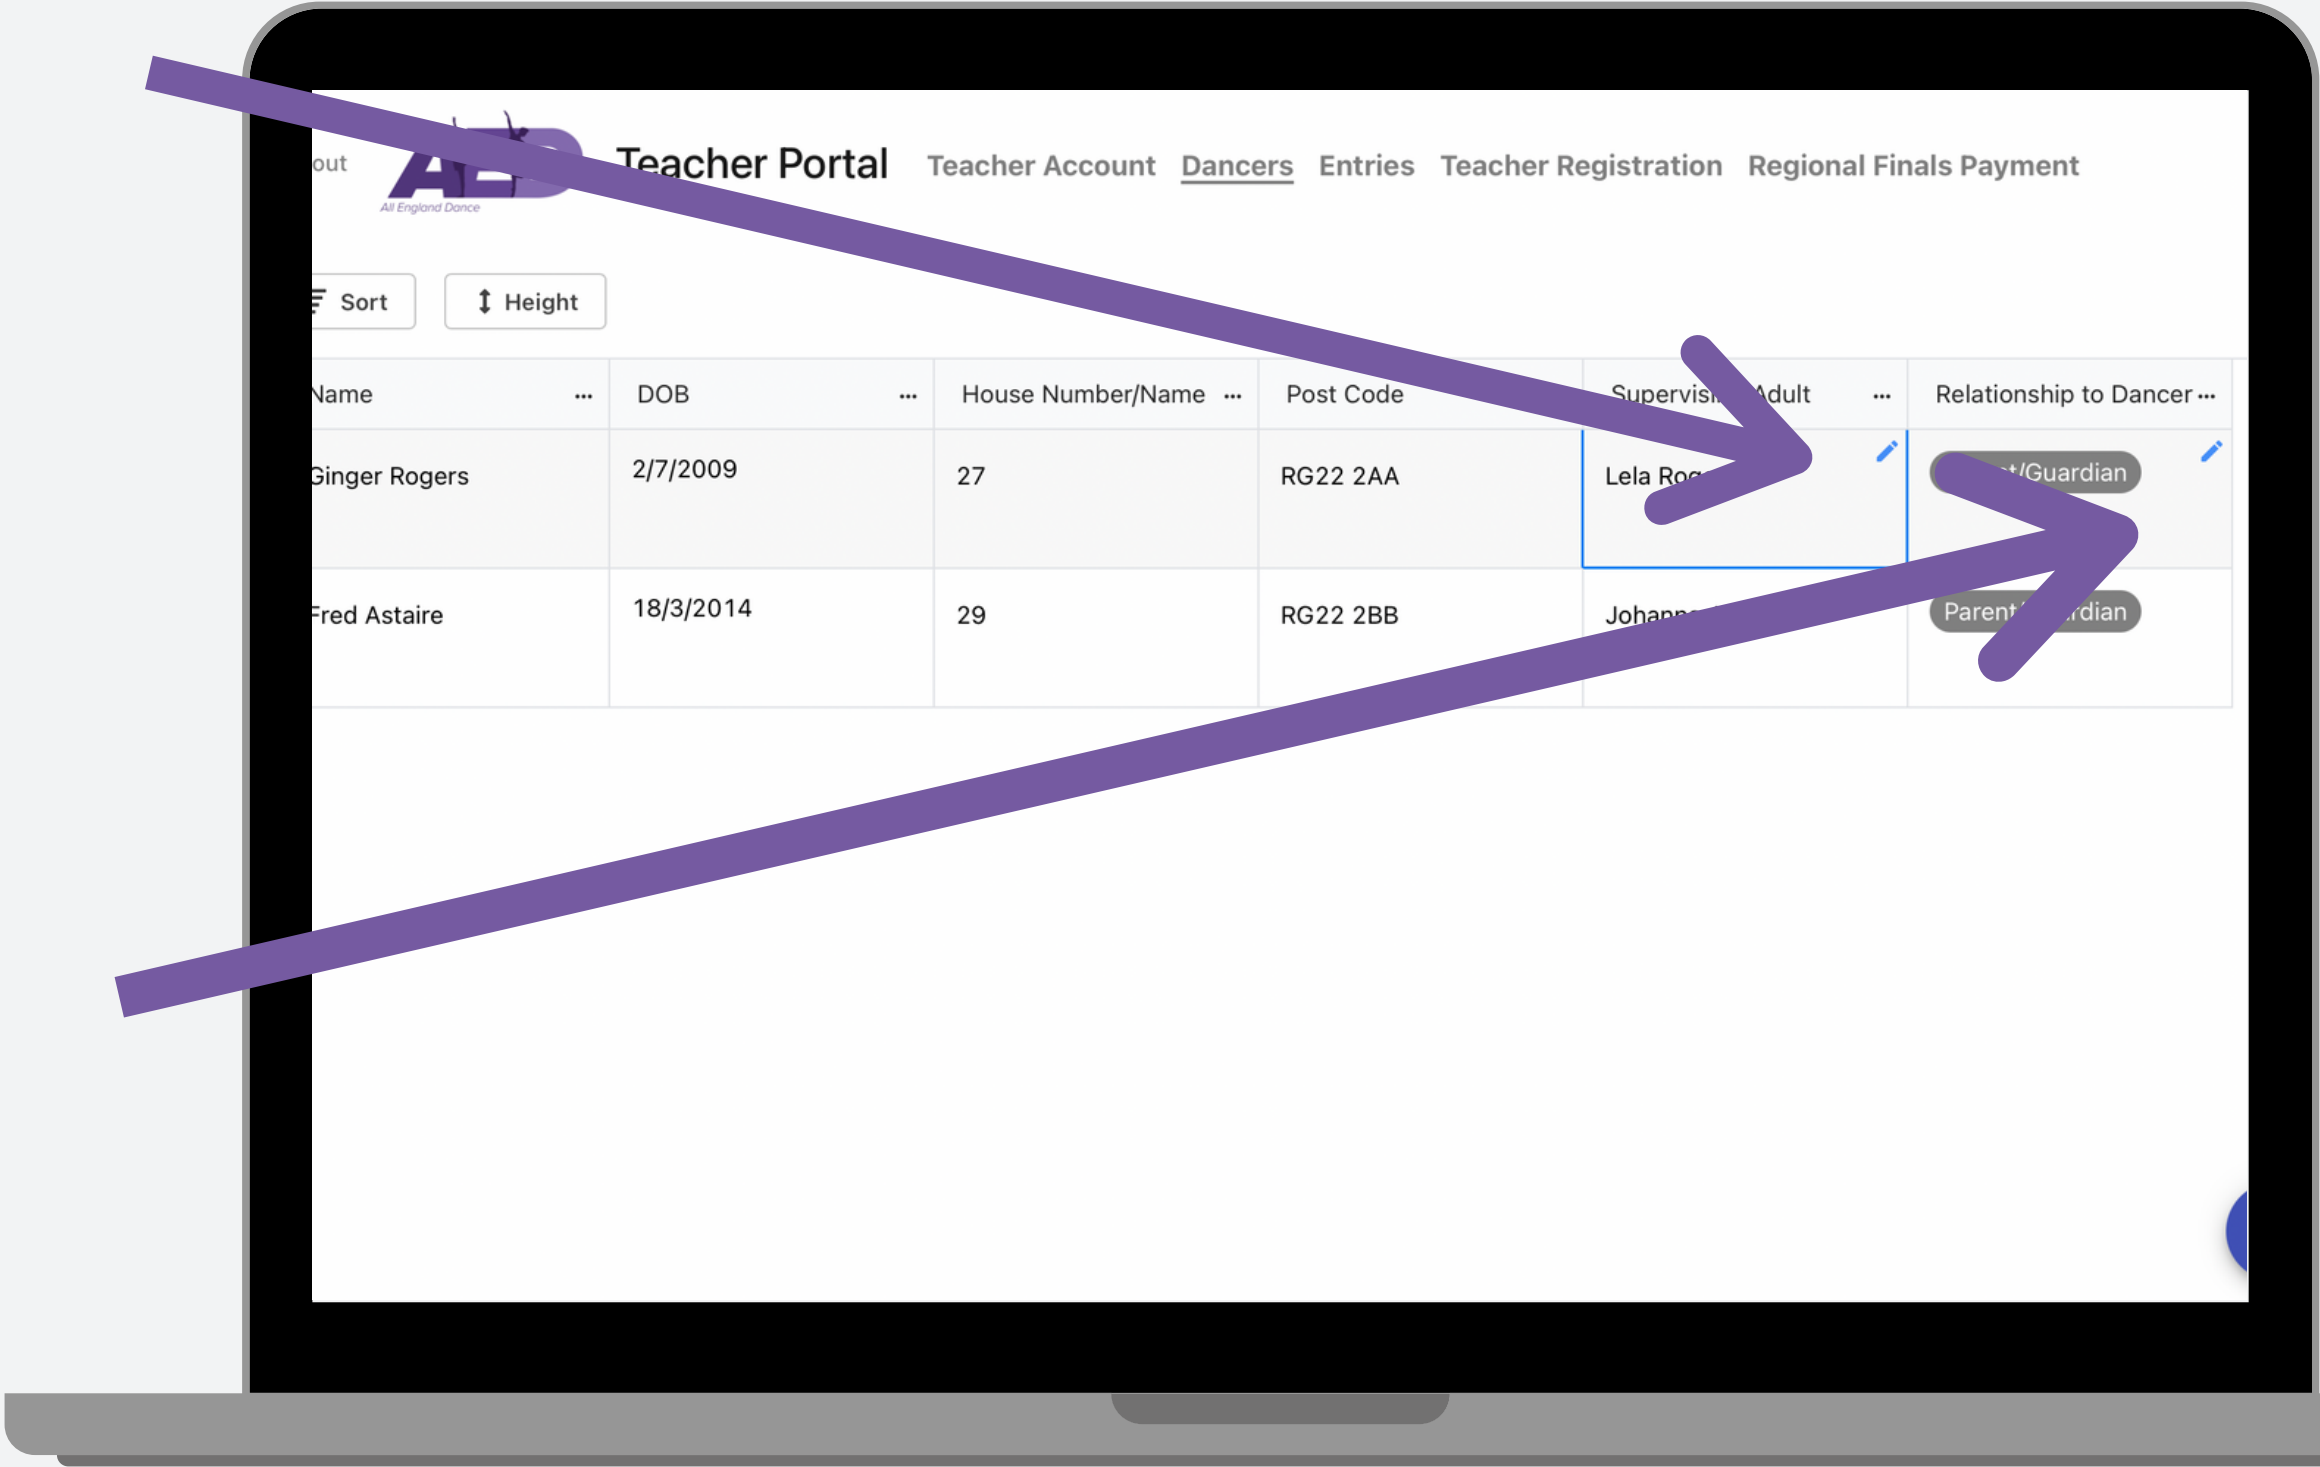 out
All England Dance
Teacher Portal
Teacher Account Dancers Entries Teacher Registration Regional Finals Payment
Sort Height
Name ... DOB ... House Number/Name ... Post Code Adult ... Relationship to Dancer ...
Ginger Rogers 2/7/2009 27 RG22 2AA Lela /Guardian
Fred Astaire 18/3/2014 29 RG22 2BB